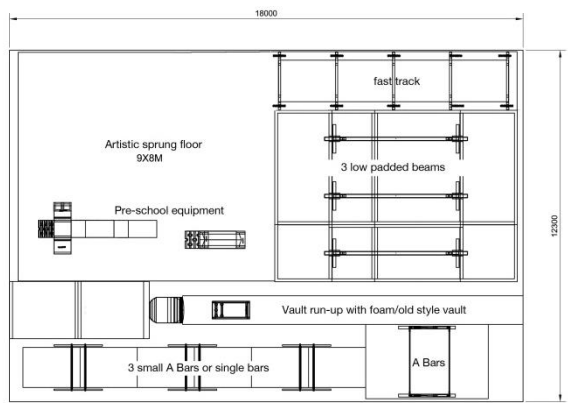 18000
fast track
Artistic sprung floor
9X8M
3 low padded beams
Pre-school equipment
12300
Vault run-up with foam/old style vault
3 small A Bars or single bars
A Bars